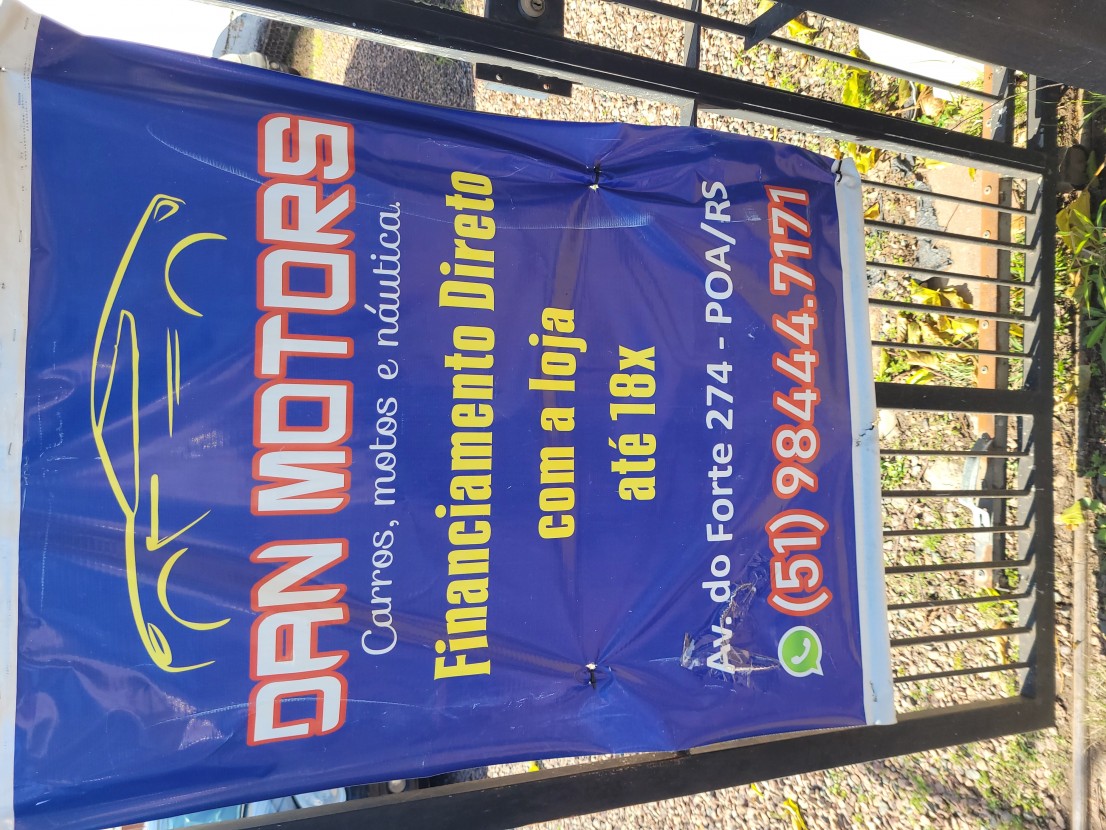 DAN MOTORS
Carros, motos e náutica.
Financiamento Direto
com a loja
até 18x
Av. do Forte 274 - POA/RS
(51) 98444.7171